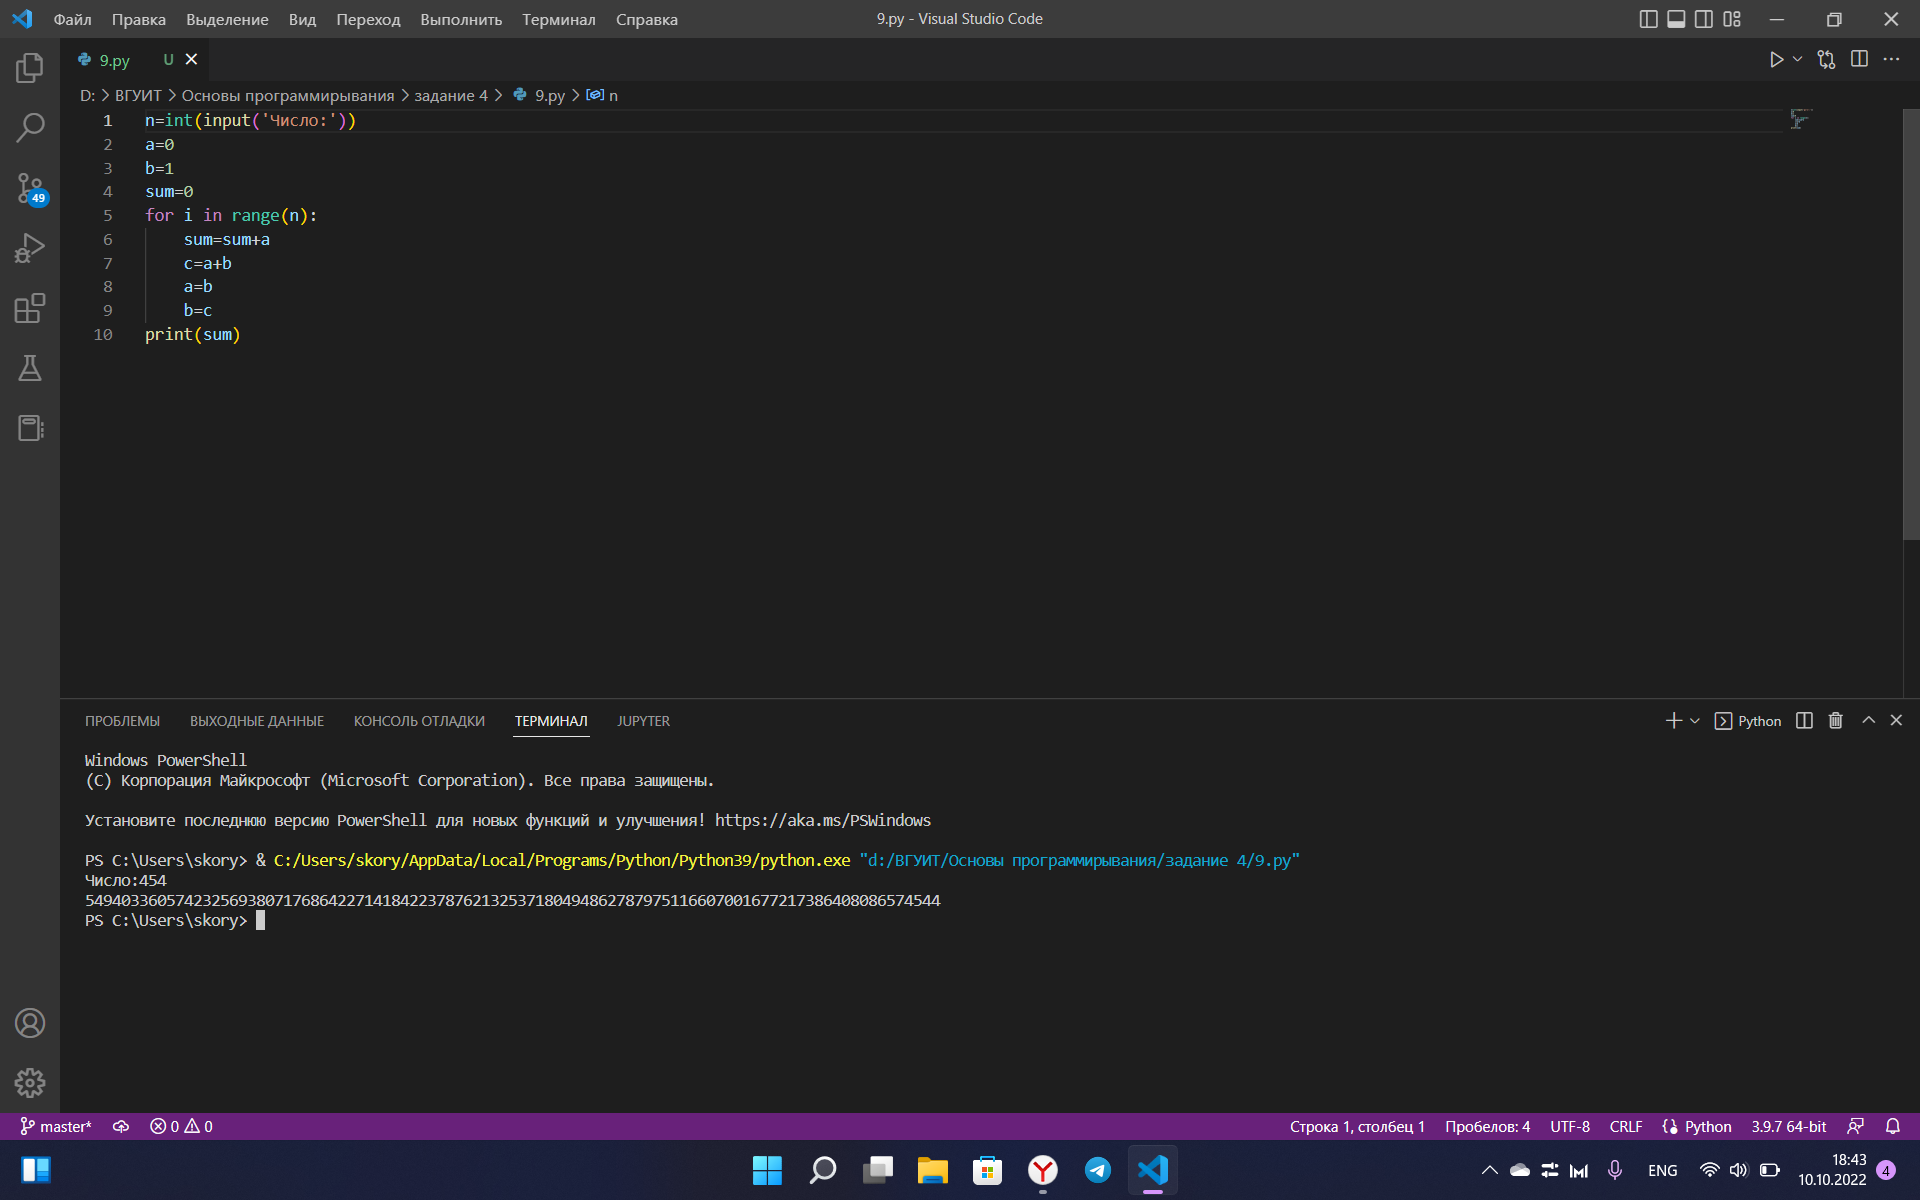 Файл Правка Выделение Вид Переход Выполнить Терминал Справка 9.py - Visual Studio Code
9.py U
D: > ВГУИТ > Основы программирывания > задание 4 > 9.py > n
1 n=int(input('Число:'))
2 a=0
3 b=1
4 sum=0
5 for i in range(n):
6 sum=sum+a
7 c=a+b
8 a=b
9 b=c
10 print(sum)
49
ПРОБЛЕМЫ ВЫХОДНЫЕ ДАННЫЕ КОНСОЛЬ ОТЛАДКИ ТЕРМИНАЛ JUPYTER Python
Windows PowerShell
(C) Корпорация Майкрософт (Microsoft Corporation). Все права защищены.
Установите последнюю версию PowerShell для новых функций и улучшения! https://aka.ms/PSWindows
PS C:\Users\skory> & C:/Users/skory/AppData/Local/Programs/Python/Python39/python.exe "d:/ВГУИТ/Основы программирывания/задание 4/9.py"
Число:454
54940336057423256938071768642271418422378762132537180494862787975116607001677217386408086574544
PS C:\Users\skory>
master* 0 0 Строка 1, столбец 1 Пробелов: 4 UTF-8 CRLF Python 3.9.7 64-bit
ENG 18:43
10.10.2022 4